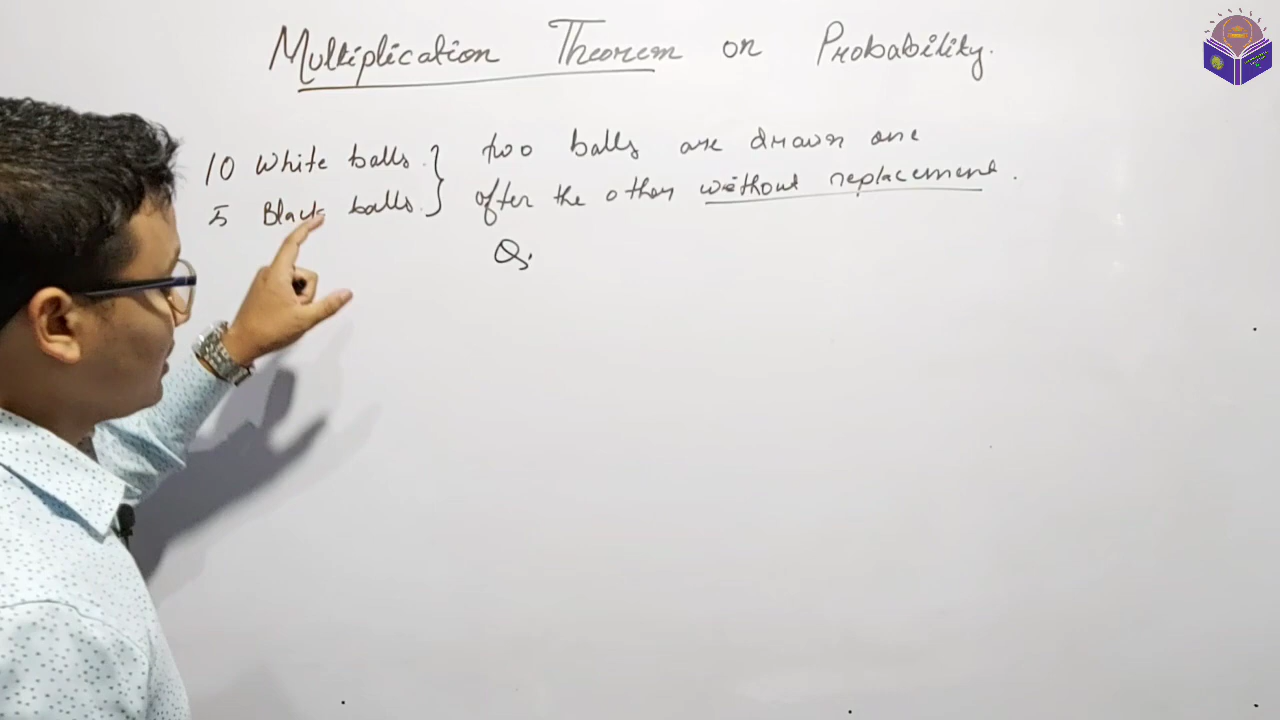 Multiplication Theorem on Probability.
10 White balls. } two balls are drawn one
5 Black balls. } after the other without replacement.
Q.